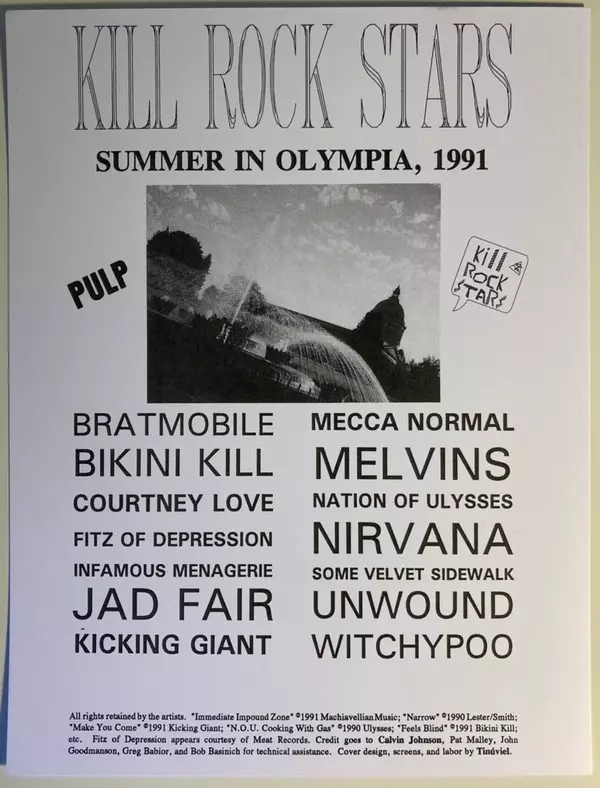 KILL ROCK STARS
SUMMER IN OLYMPIA, 1991
PULP
Kill
ROCK
STARS
BRATMOBILE
BIKINI KILL
COURTNEY LOVE
FITZ OF DEPRESSION
INFAMOUS MENAGERIE
JAD FAIR
KICKING GIANT
MECCA NORMAL
MELVINS
NATION OF ULYSSES
NIRVANA
SOME VELVET SIDEWALK
UNWOUND
WITCHYPOO
All rights retained by the artists. "Immediate Impound Zone" ©1991 Machiavellian Music; "Narrow" ©1990 Lester/Smith;
"Make You Come" ©1991 Kicking Giant; "N.O.U. Cooking With Gas" ©1990 Ulysses; "Feels Blind" ©1991 Bikini Kill;
etc. Fitz of Depression appears courtesy of Meat Records. Credit goes to Calvin Johnson, Pat Malley, John
Goodmanson, Greg Babior, and Bob Basinich for technical assistance. Cover design, screens, and labor by Tinúviel.